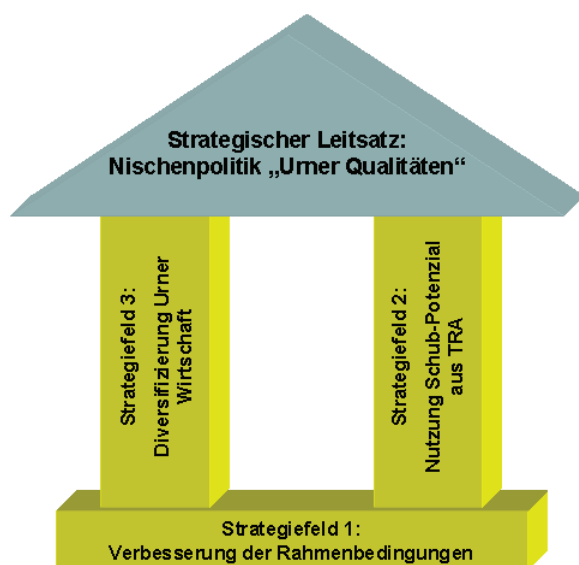 Strategischer Leitsatz:
Nischenpolitik „Urner Qualitäten“
Strategiefeld 3:
Diversifizierung Urner
Wirtschaft
Strategiefeld 2:
Nutzung Schub-Potenzial
aus TRA
Strategiefeld 1:
Verbesserung der Rahmenbedingungen